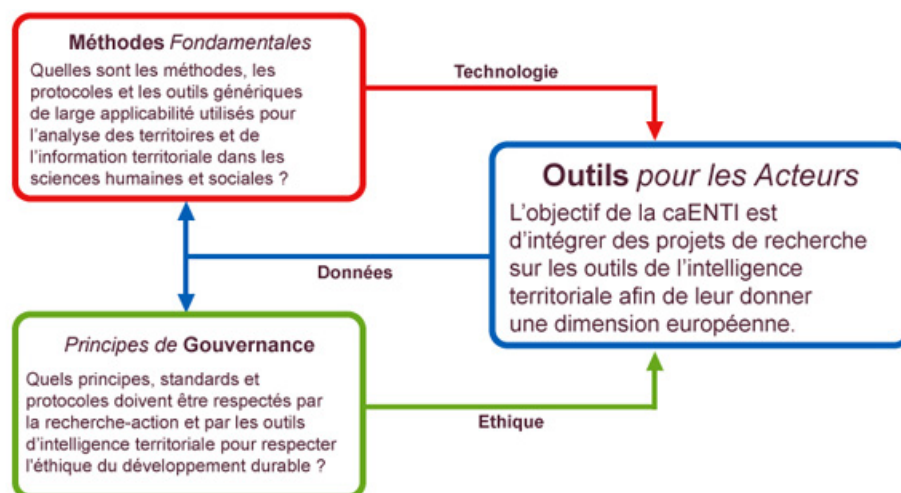 Méthodes Fondamentales
Quelles sont les méthodes, les
protocoles et les outils génériques
de large applicabilité utilisés pour
l'analyse des territoires et de
l'information territoriale dans les
sciences humaines et sociales ?
Technologie
Outils pour les Acteurs
L'objectif de la caENTI est
d'intégrer des projets de recherche
sur les outils de l'intelligence
territoriale afin de leur donner
une dimension européenne.
Données
Principes de Gouvernance
Quels principes, standards et
protocoles doivent être respectés par
la recherche-action et par les outils
d'intelligence territoriale pour respecter
l'éthique du développement durable ?
Ethique